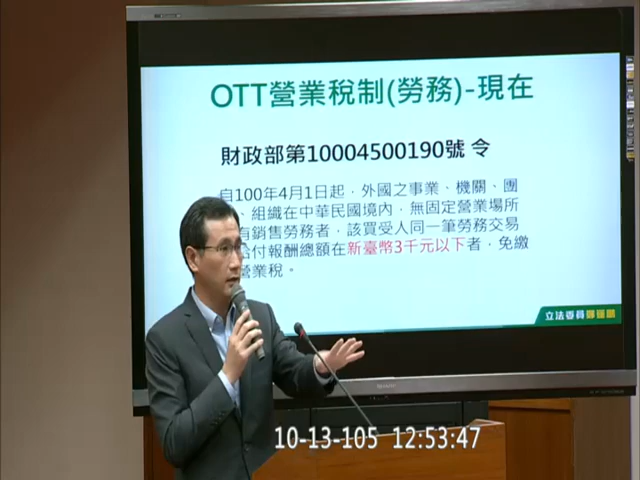 OTT營業稅制(勞務)-現在
財政部第10004500190號 令
自100年4月1日起，外國之事業、機關、團
、組織在中華民國境內，無固定營業場所
有銷售勞務者，該買受人同一筆勞務交易
給付報酬總額在新臺幣3千元以下者，免繳
營業稅。
立法委員
10-13-105 12:53:47